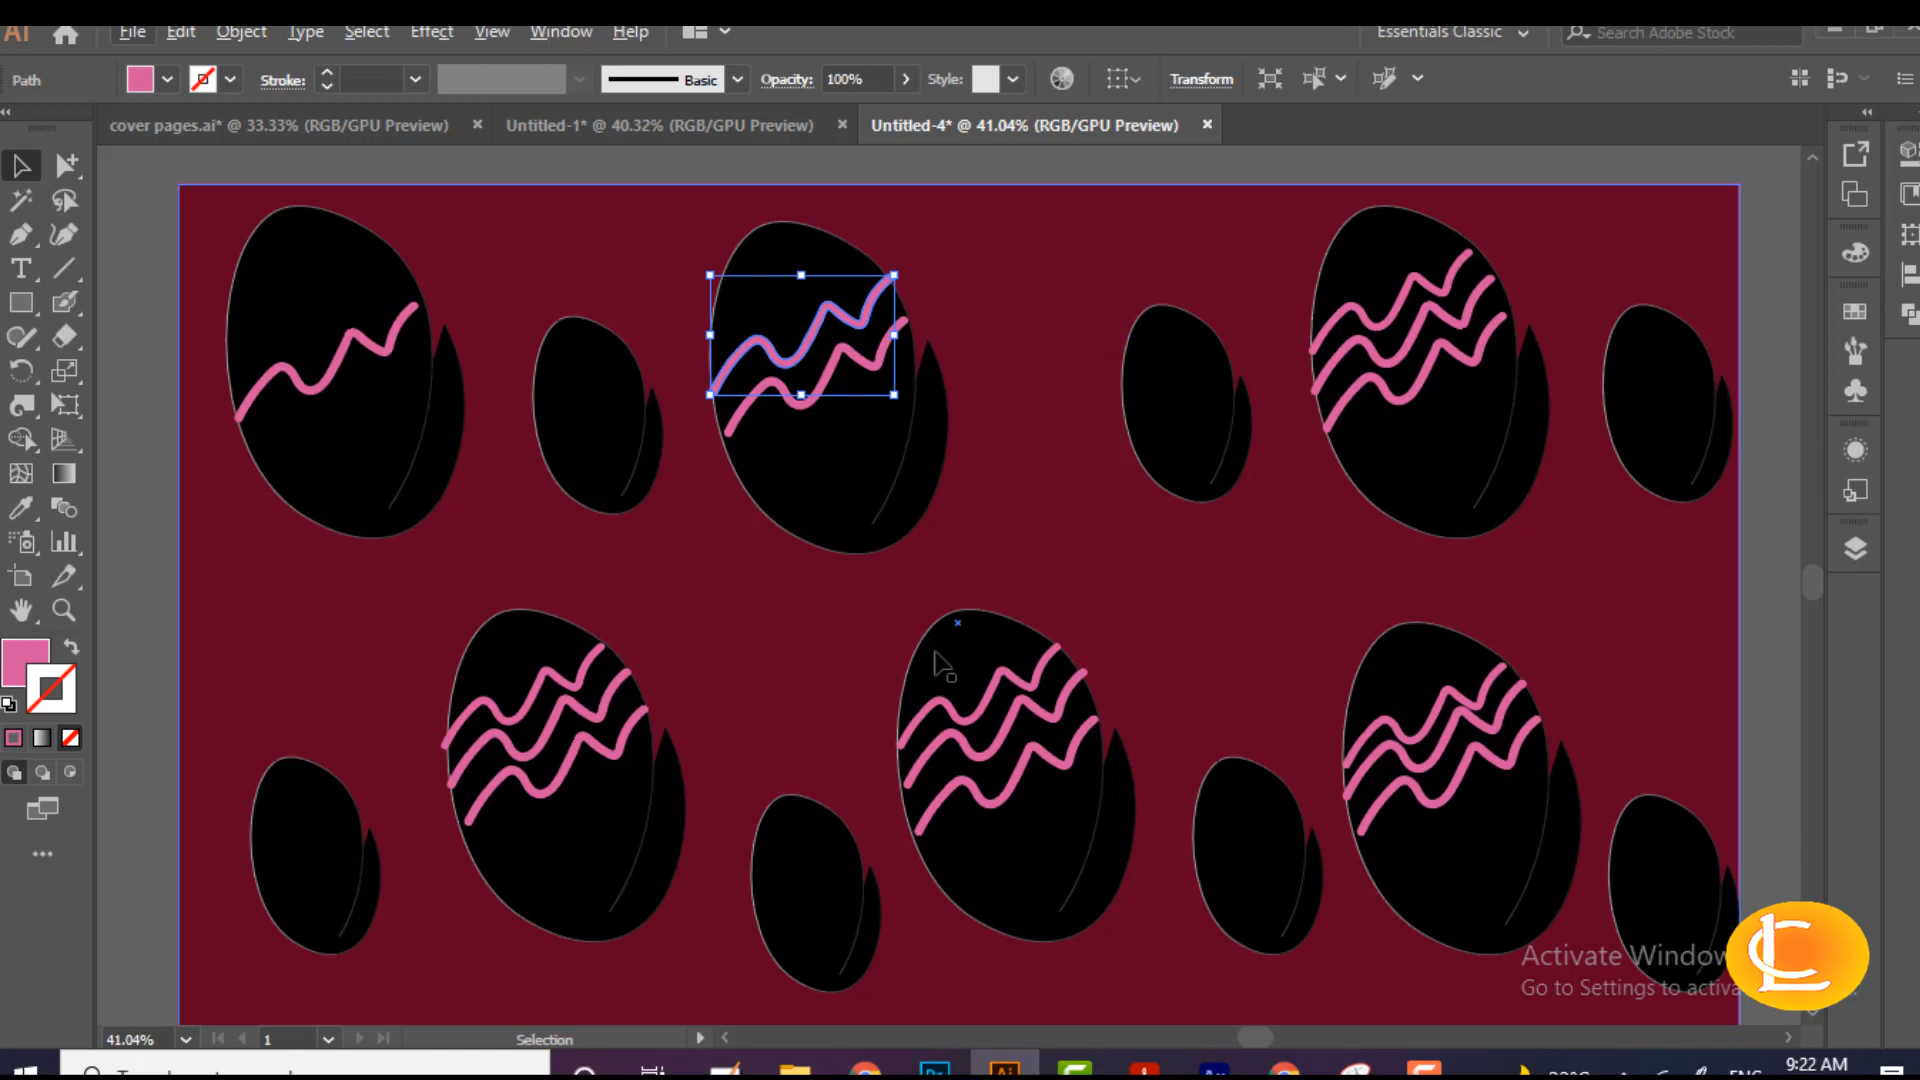 Ai
File Edit Object Type Select Effect View Window Help
Essentials Classic
Search Adobe Stock
Path
Stroke:
Basic
Opacity: 100%
Style:
Transform
cover pages.ai* @ 33.33% (RGB/GPU Preview)
Untitled-1* @ 40.32% (RGB/GPU Preview)
Untitled-4* @ 41.04% (RGB/GPU Preview)
Activate Window
Go to Settings to activa
LC
41.04%
1
Selection
9:22 AM